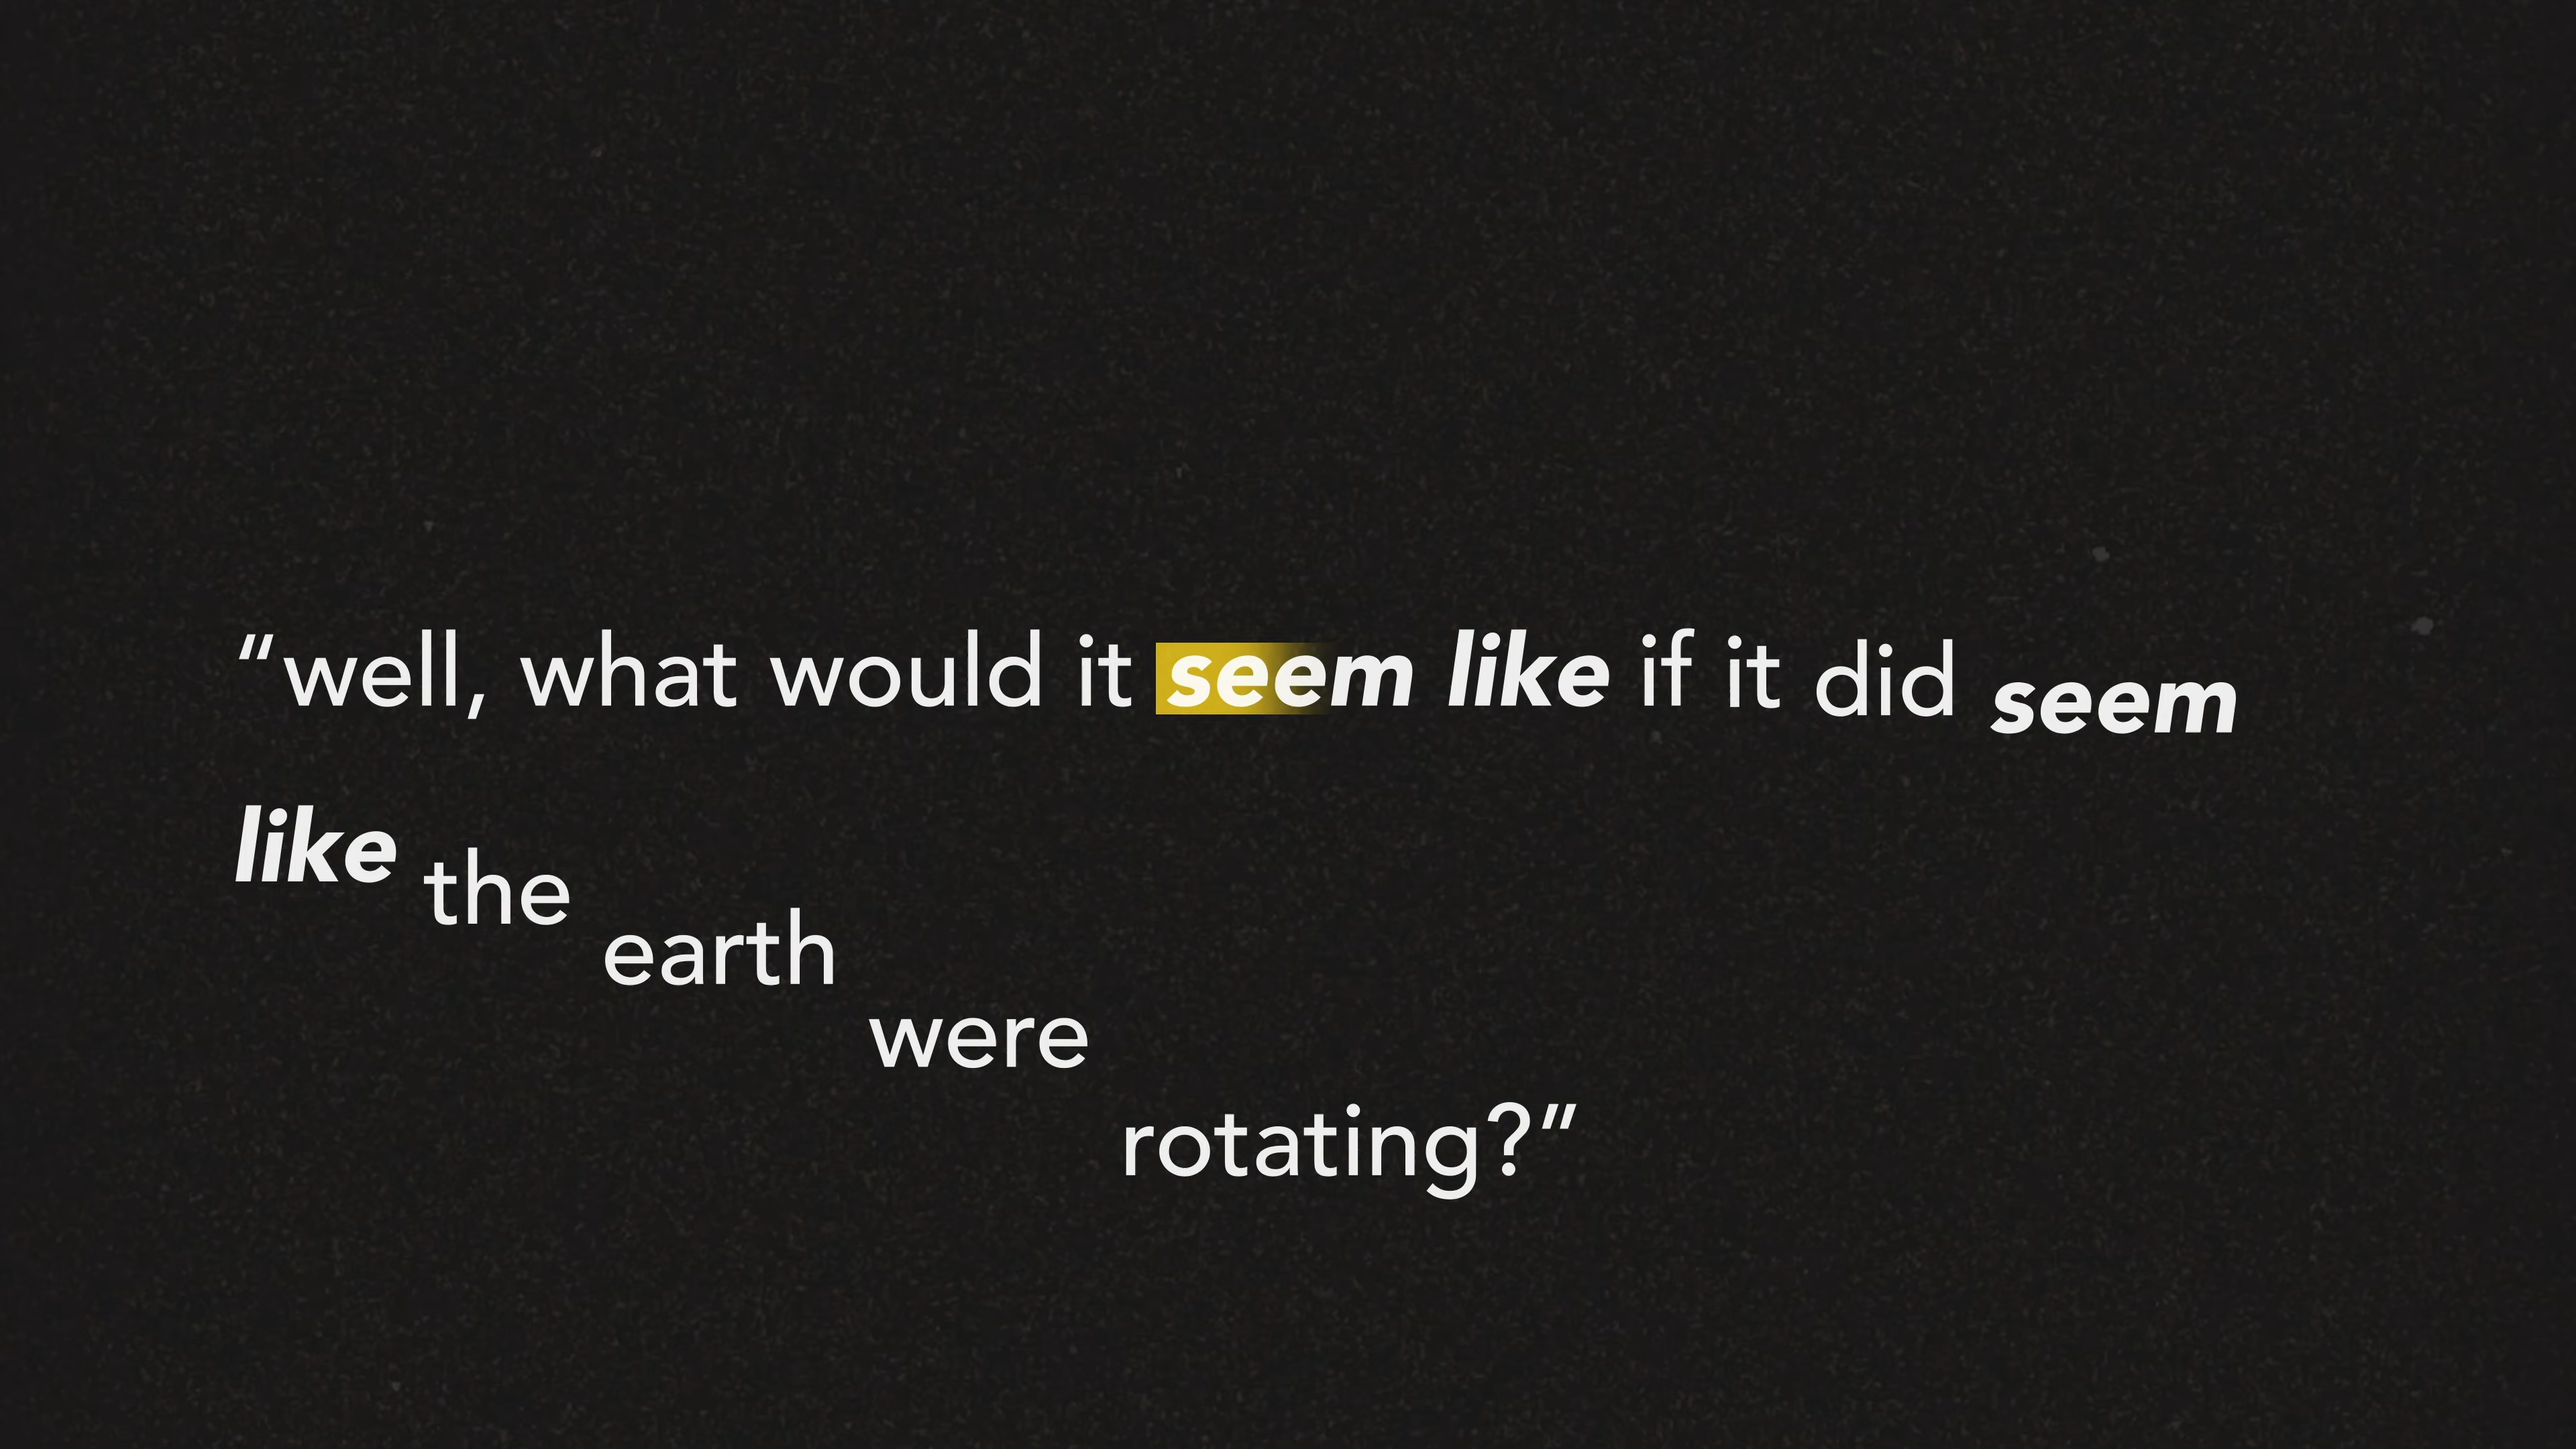 “well, what would it seem like if it did seem
like the earth were rotating?”